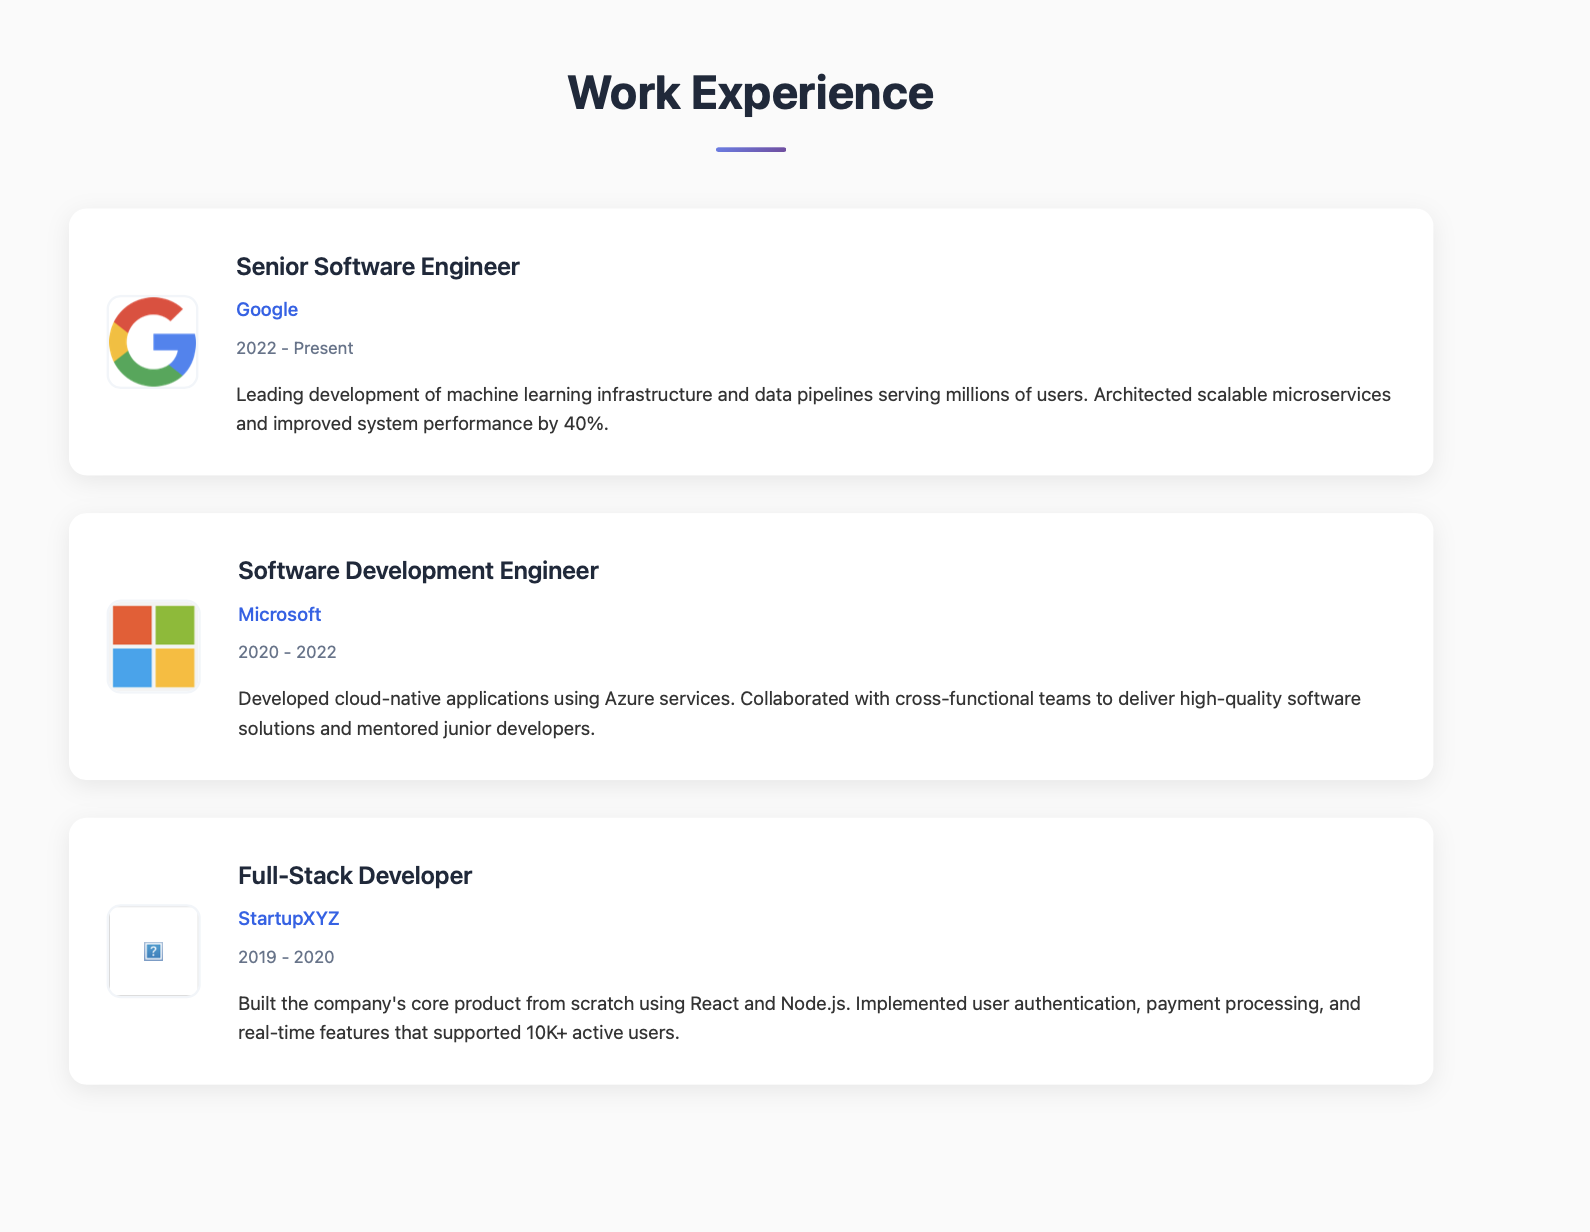 Work Experience
Senior Software Engineer
Google
2022 - Present
Leading development of machine learning infrastructure and data pipelines serving millions of users. Architected scalable microservices
and improved system performance by 40%.
Software Development Engineer
Microsoft
2020 - 2022
Developed cloud-native applications using Azure services. Collaborated with cross-functional teams to deliver high-quality software
solutions and mentored junior developers.
Full-Stack Developer
StartupXYZ
2019 - 2020
Built the company's core product from scratch using React and Node.js. Implemented user authentication, payment processing, and
real-time features that supported 10K+ active users.